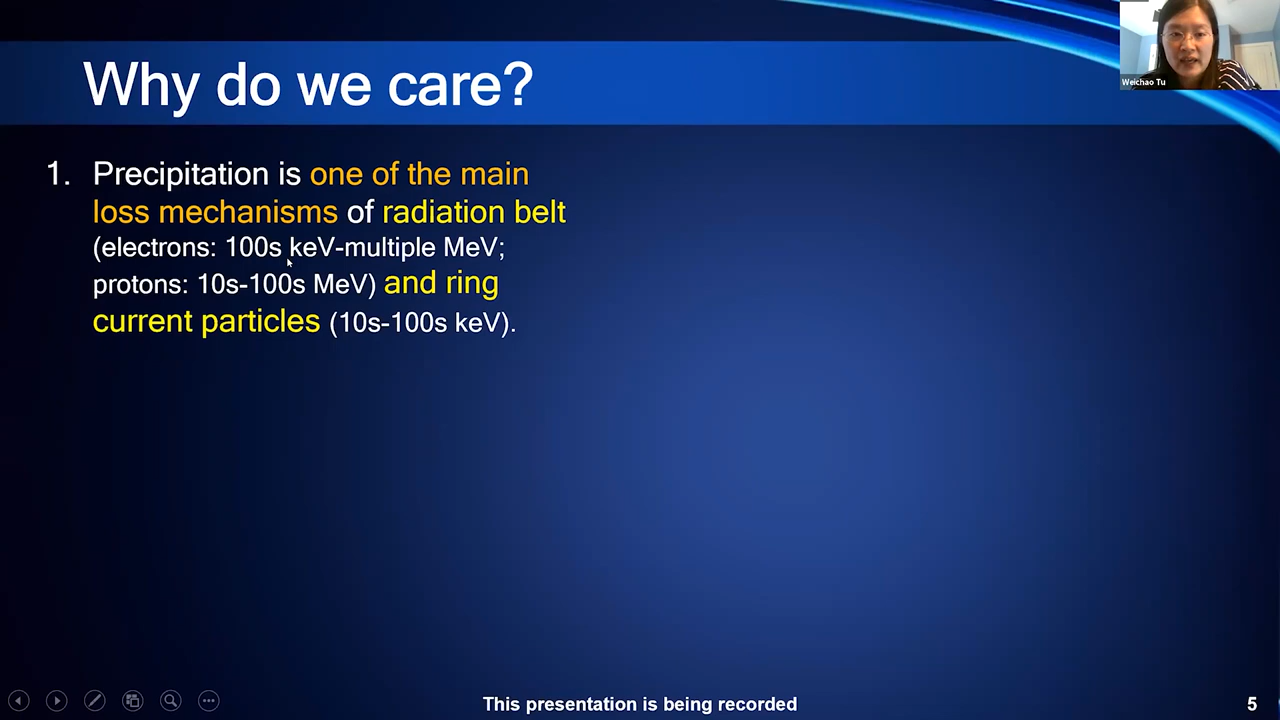 Why do we care?
Weichao Tu
1. Precipitation is one of the main
loss mechanisms of radiation belt
(electrons: 100s keV-multiple MeV;
protons: 10s-100s MeV) and ring
current particles (10s-100s keV).
This presentation is being recorded
5